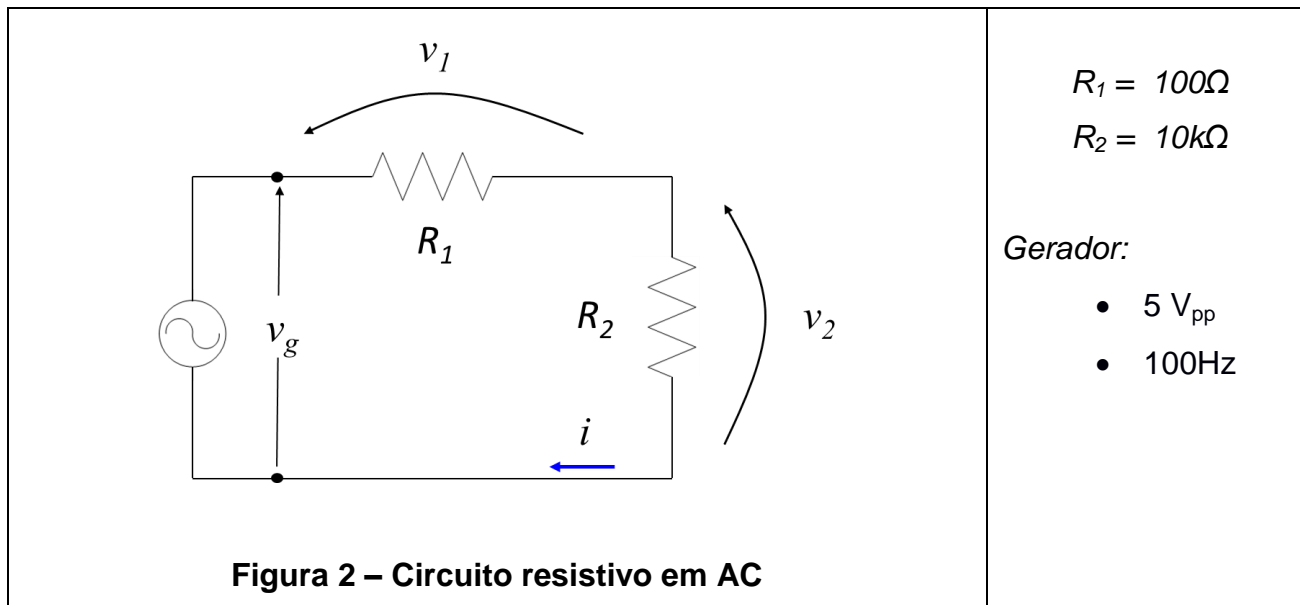 v1
R1
vg
R2
v2
i
Figura 2 – Circuito resistivo em AC
R1 = 100Ω
R2 = 10kΩ
Gerador:
• 5 Vpp
• 100Hz